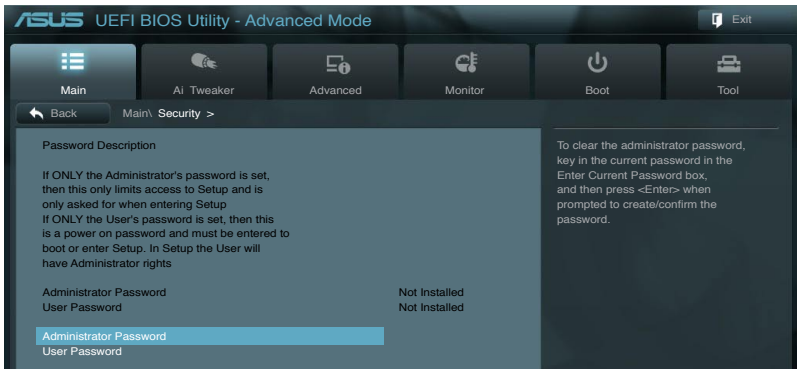 ASUS UEFI BIOS Utility - Advanced Mode
Exit
Main
Ai Tweaker
Advanced
Monitor
Boot
Tool
Back
Main\ Security >
Password Description
If ONLY the Administrator's password is set,
then this only limits access to Setup and is
only asked for when entering Setup
If ONLY the User's password is set, then this
is a power on password and must be entered to
boot or enter Setup. In Setup the User will
have Administrator rights
Administrator Password Not Installed
User Password Not Installed
Administrator Password
User Password
To clear the administrator password,
key in the current password in the
Enter Current Password box,
and then press <Enter> when
prompted to create/confirm the
password.